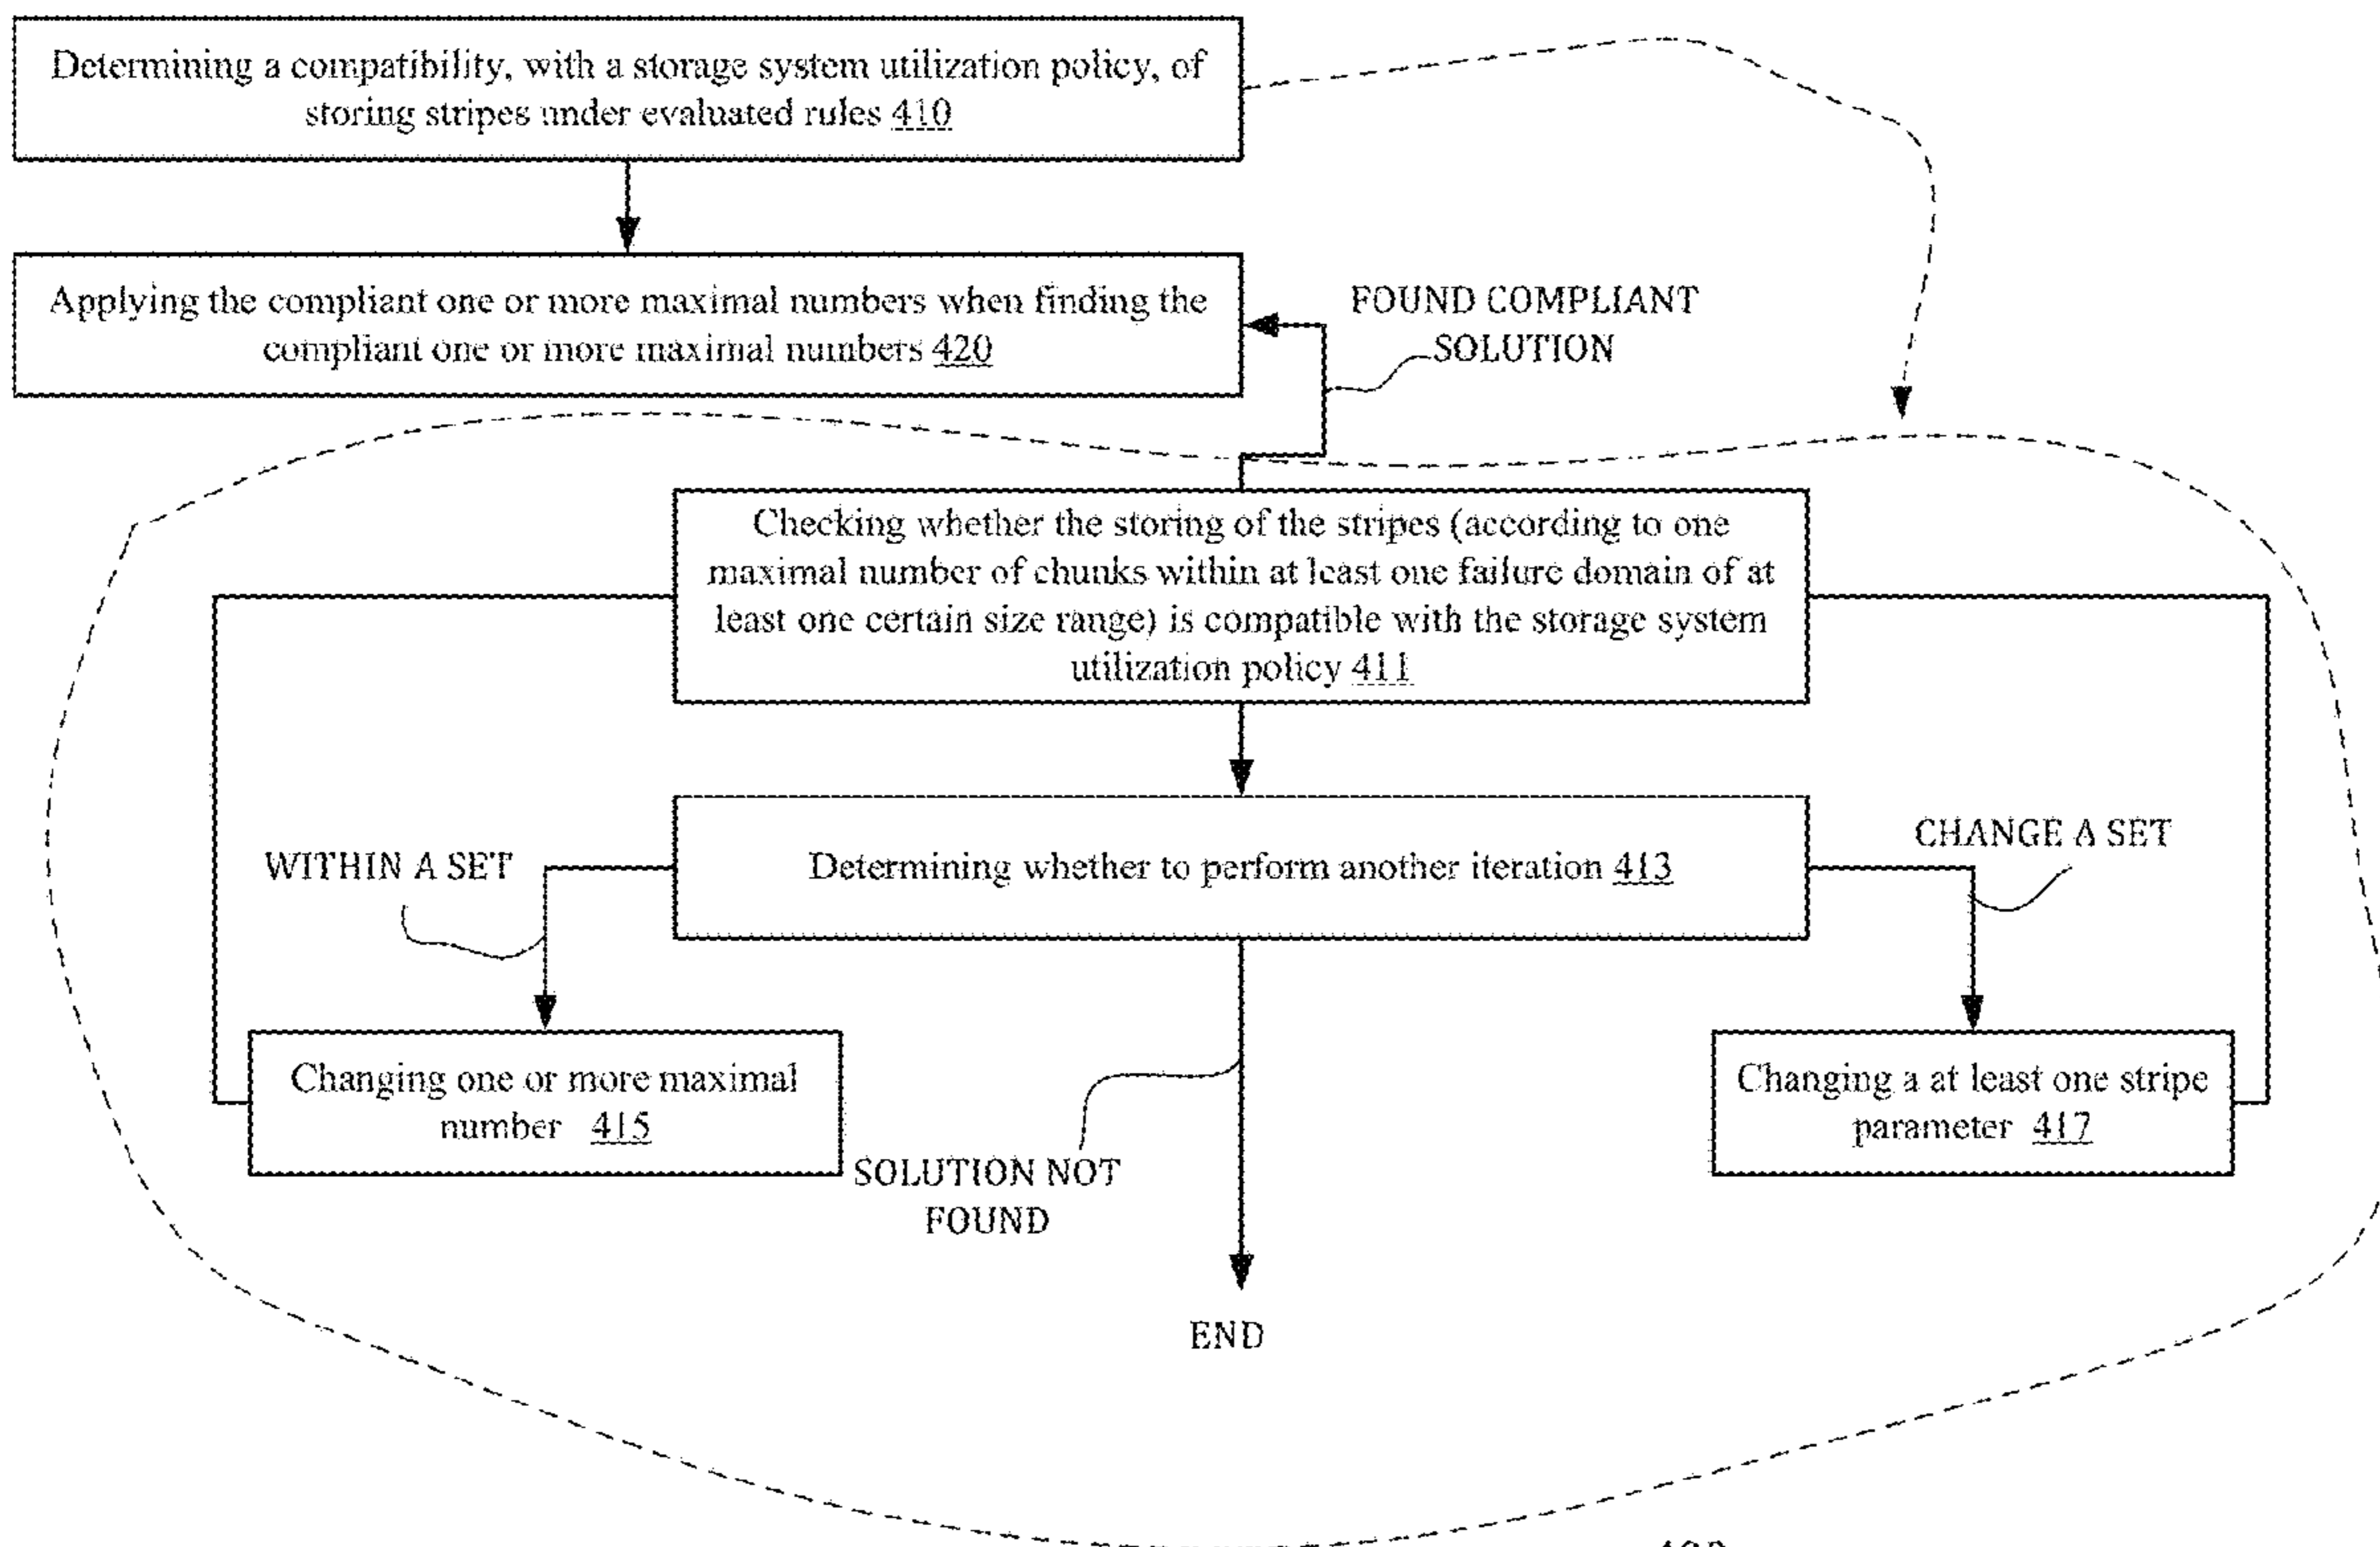 Determining a compatibility, with a storage system utilization policy, of
storing stripes under evaluated rules 410
Applying the compliant one or more maximal numbers when finding the
compliant one or more maximal numbers 420
FOUND COMPLIANT
SOLUTION
Checking whether the storing of the stripes (according to one
maximal number of chunks within at least one failure domain of at
least one certain size range) is compatible with the storage system
utilization policy 411
WITHIN A SET
Determining whether to perform another iteration 413
CHANGE A SET
Changing one or more maximal
number 415
Changing a at least one stripe
parameter 417
SOLUTION NOT
FOUND
END